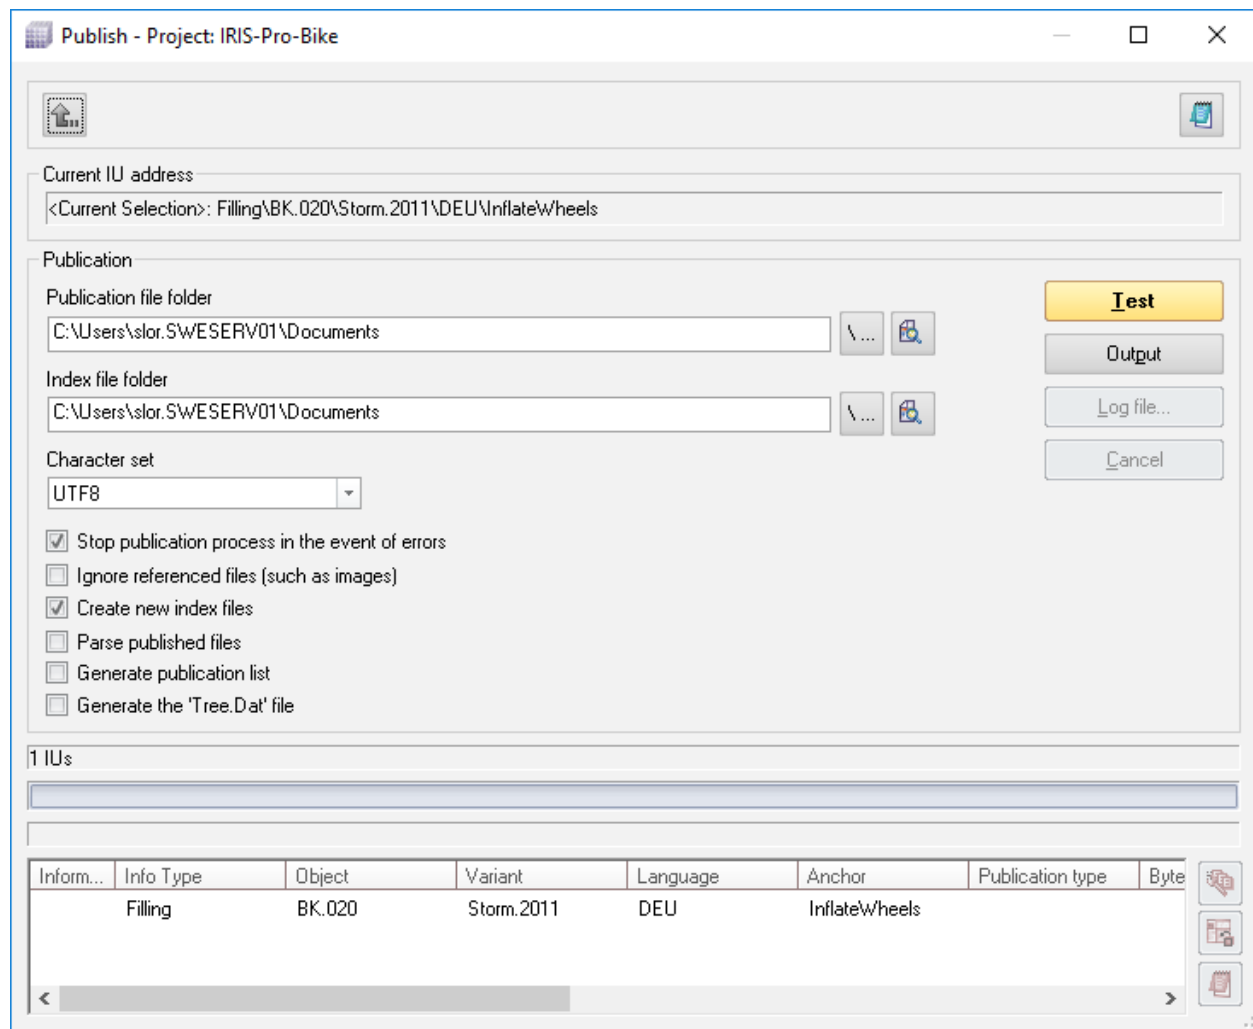 Publish - Project: IRIS-Pro-Bike
Current IU address
<Current Selection>: Filling\BK.020\Storm.2011\DEU\InflateWheels
Publication
Publication file folder
C:\Users\slor.SWESERV01\Documents
\ ...
Test
Output
Index file folder
C:\Users\slor.SWESERV01\Documents
\ ...
Log file...
Character set
Cancel
UTF8
Stop publication process in the event of errors
Ignore referenced files (such as images)
Create new index files
Parse published files
Generate publication list
Generate the 'Tree.Dat' file
1 IUs
Inform... Info Type Object Variant Language Anchor Publication type Byte
Filling BK.020 Storm.2011 DEU InflateWheels